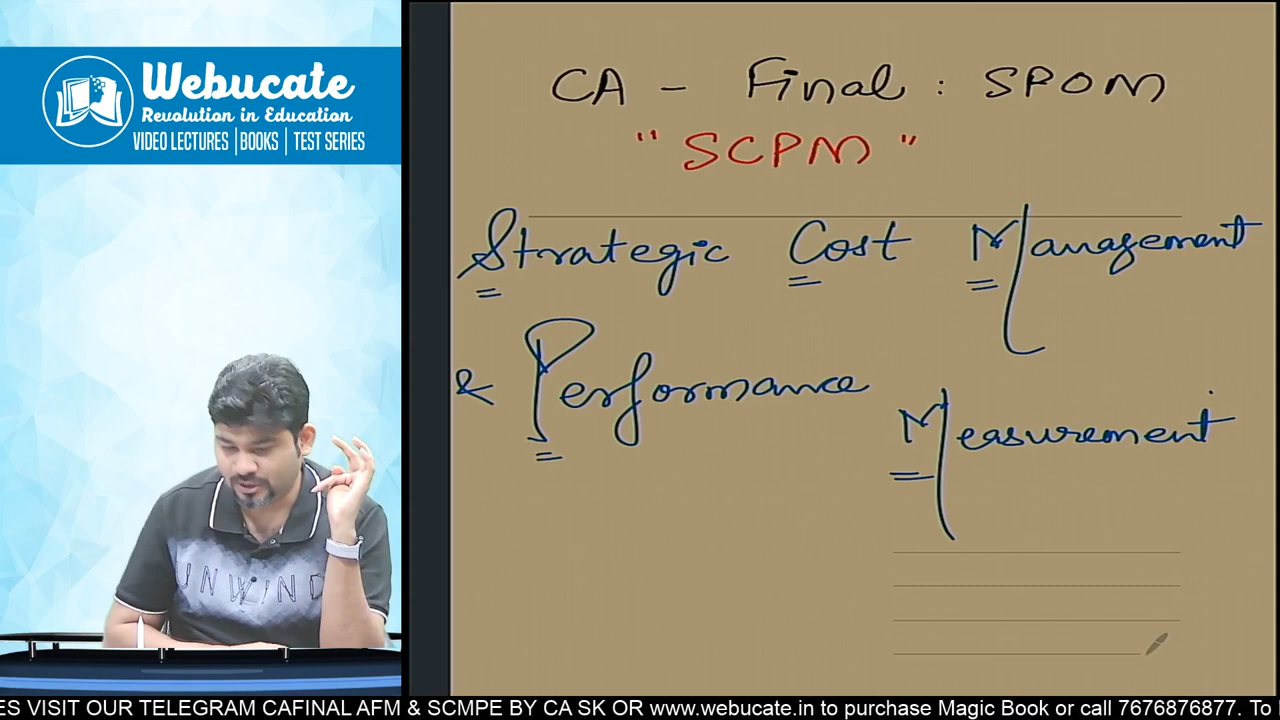 Webucate
Revolution in Education
VIDEO LECTURES | BOOKS | TEST SERIES
CA - Final : SPOM
"SCPM"
Strategic Cost Management
& Performance
Measurement
UNWIND
ES VISIT OUR TELEGRAM CAFINAL AFM & SCMPE BY CA SK OR www.webucate.in to purchase Magic Book or call 7676876877. To